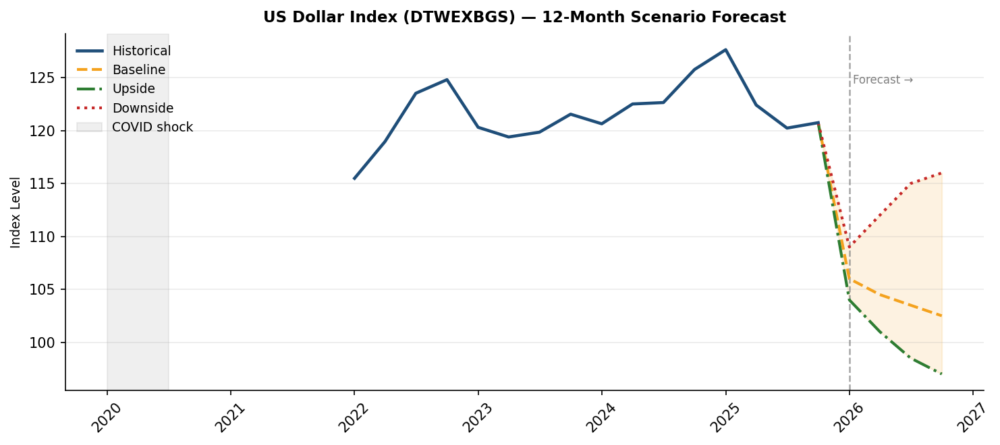 US Dollar Index (DTWEXBGS) — 12-Month Scenario Forecast
Historical
Baseline
Upside
Downside
COVID shock
Forecast →
Index Level
125
120
115
110
105
100
2020
2021
2022
2023
2024
2025
2026
2027